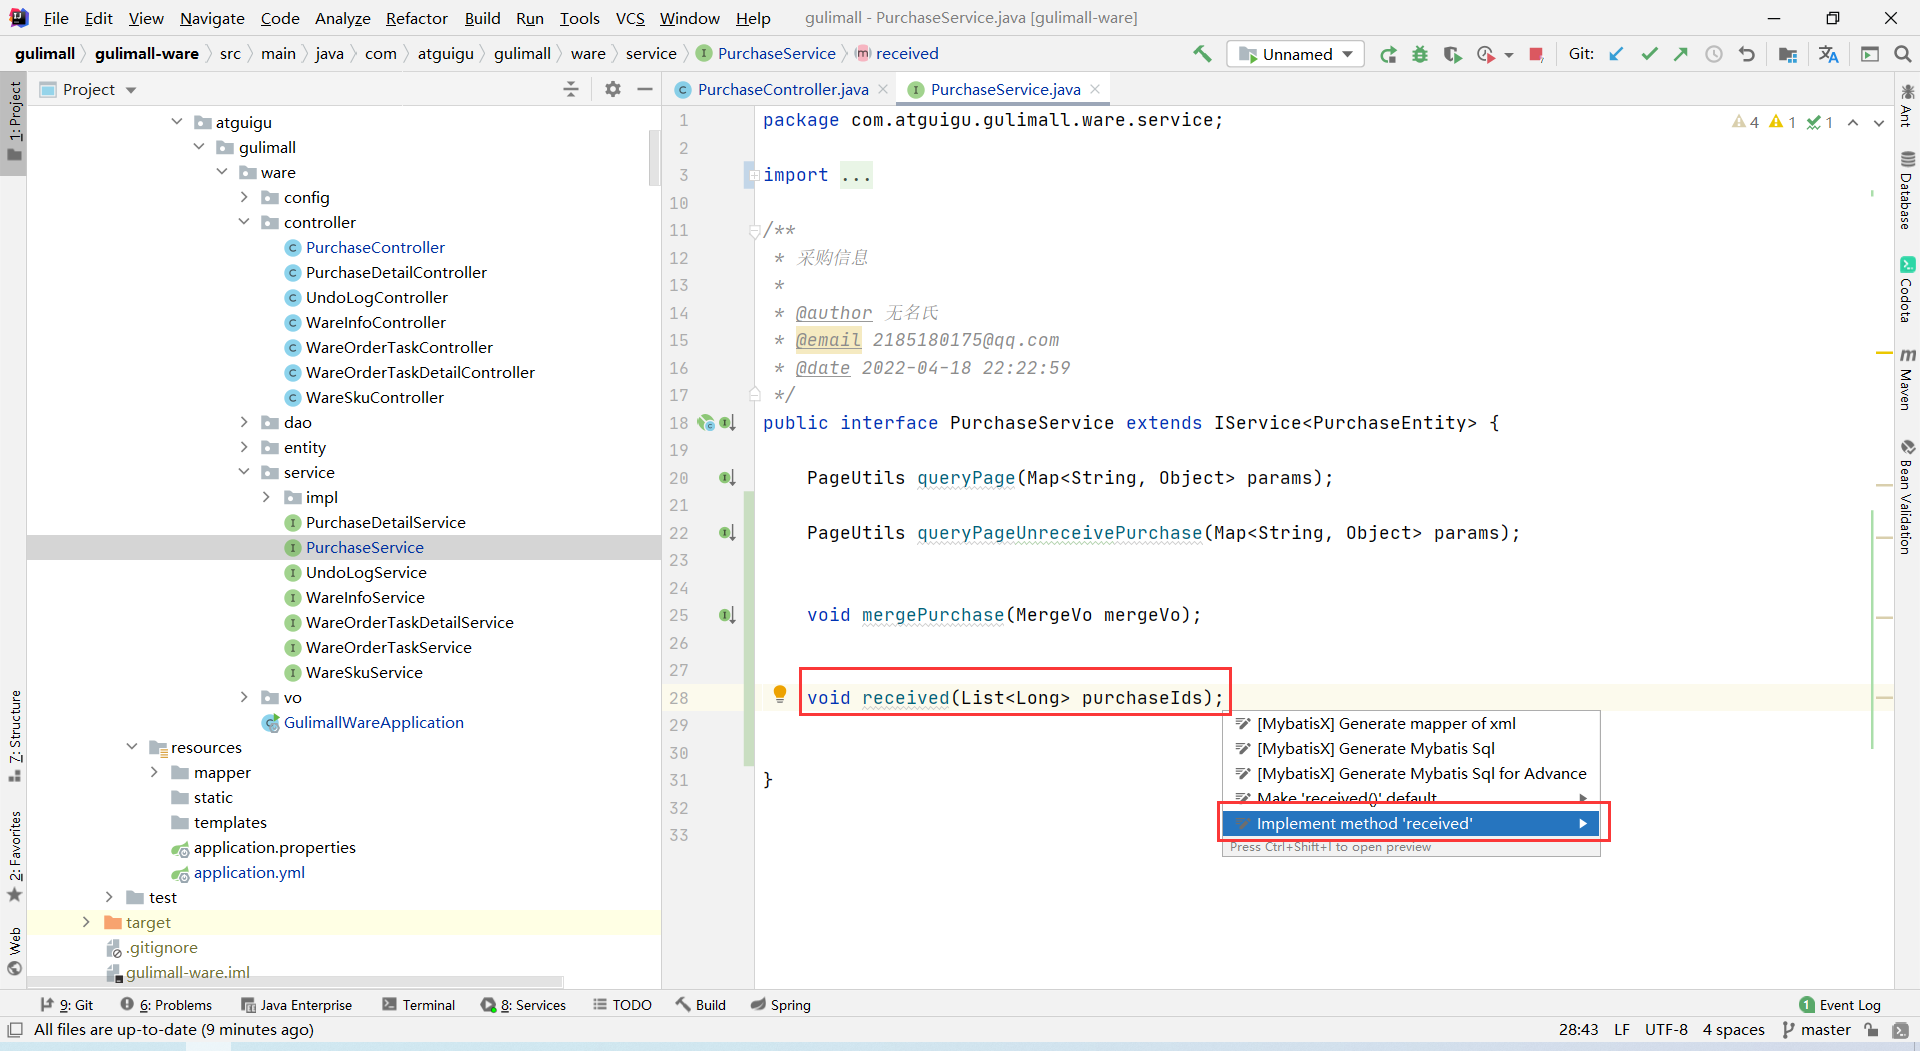 File Edit View Navigate Code Analyze Refactor Build Run Tools VCS Window Help gulimall - PurchaseService.java [gulimall-ware]
gulimall gulimall-ware src main java com atguigu gulimall ware service PurchaseService received Unnamed Git:
1: Project
7: Structure
2: Favorites
Web
Project
atguigu
gulimall
ware
config
controller
PurchaseController
PurchaseDetailController
UndoLogController
WareInfoController
WareOrderTaskController
WareOrderTaskDetailController
WareSkuController
dao
entity
service
impl
PurchaseDetailService
PurchaseService
UndoLogService
WareInfoService
WareOrderTaskDetailService
WareOrderTaskService
WareSkuService
vo
GulimallWareApplication
resources
mapper
static
templates
application.properties
application.yml
test
target
.gitignore
gulimall-ware.iml
PurchaseController.java PurchaseService.java
4 1 1
1 package com.atguigu.gulimall.ware.service;
2
3 import ...
10
11 /**
12 * 采购信息
13 *
14 * @author 无名氏
15 * @email 2185180175@qq.com
16 * @date 2022-04-18 22:22:59
17 */
18 public interface PurchaseService extends IService<PurchaseEntity> {
19
20 PageUtils queryPage(Map<String, Object> params);
21
22 PageUtils queryPageUnreceivePurchase(Map<String, Object> params);
23
24
25 void mergePurchase(MergeVo mergeVo);
26
27
28 void received(List<Long> purchaseIds);
29
30
31 }
32
33
[MybatisX] Generate mapper of xml
[MybatisX] Generate Mybatis Sql
[MybatisX] Generate Mybatis Sql for Advance
Make 'received()' default
Implement method 'received'
Press Ctrl+Shift+I to open preview
Ant
Database
Codota
Maven
Bean Validation
9: Git 6: Problems Java Enterprise Terminal 8: Services TODO Build Spring 1 Event Log
All files are up-to-date (9 minutes ago) 28:43 LF UTF-8 4 spaces master